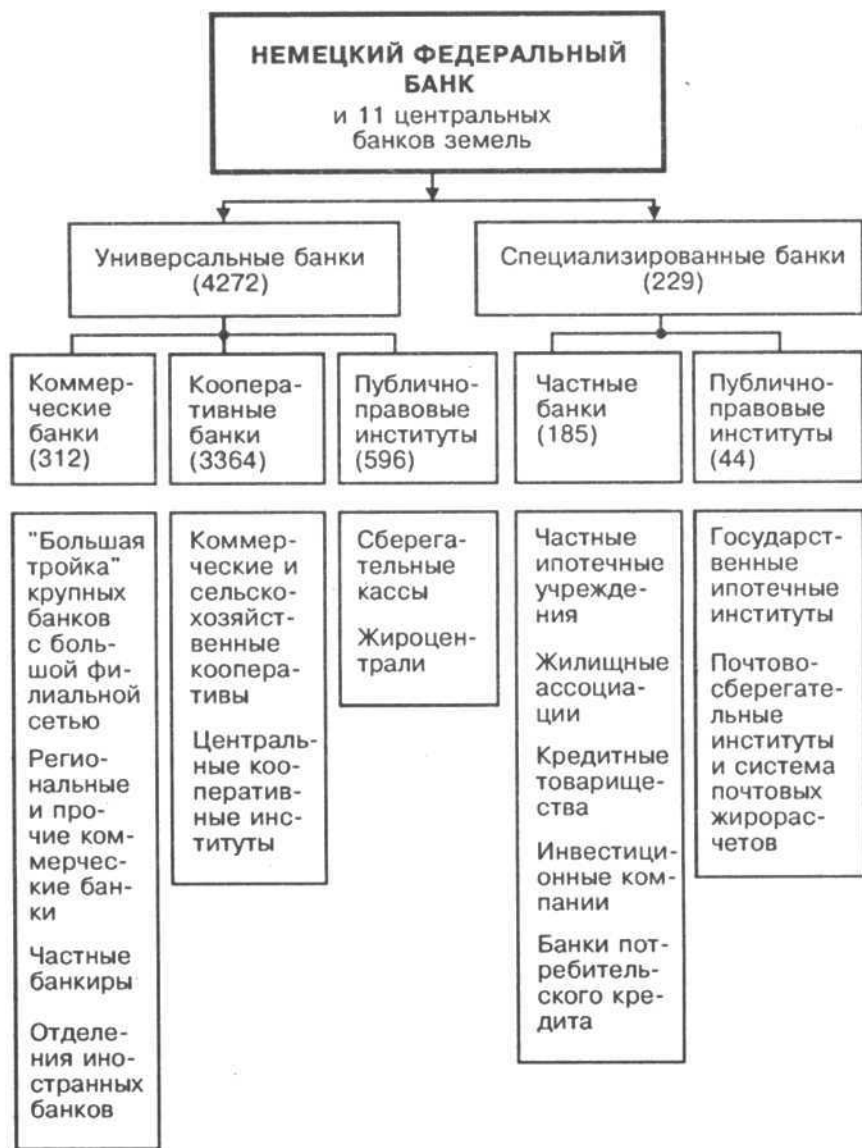 НЕМЕЦКИЙ ФЕДЕРАЛЬНЫЙ
БАНК
и 11 центральных
банков земель
Универсальные банки
(4272)
Специализированные банки
(229)
Коммер-
ческие
банки
(312)
Коопера-
тивные
банки
(3364)
Публично-
правовые
институты
(596)
Частные
банки
(185)
Публично-
правовые
институты
(44)
"Большая
тройка"
крупных
банков
с боль-
шой фи-
лиальной
сетью
Регио-
нальные
и про-
чие ком-
мерчес-
кие бан-
ки
Частные
банкиры
Отделе-
ния ино-
странных
банков
Коммер-
ческие и
сельско-
хозяйст-
венные
коопера-
тивы
Централь-
ные коо-
ператив-
ные инс-
титуты
Сберега-
тельные
кассы
Жироцен-
трали
Частные
ипотечные
учрежде-
ния
Жилищные
ассоциа-
ции
Кредитные
товарище-
ства
Инвестици-
онные ком-
пании
Банки пот-
ребитель-
ского кре-
дита
Государст-
венные
ипотечные
институты
Почтово-
сберега-
тельные
институты
и система
почтовых
жирорас-
четов